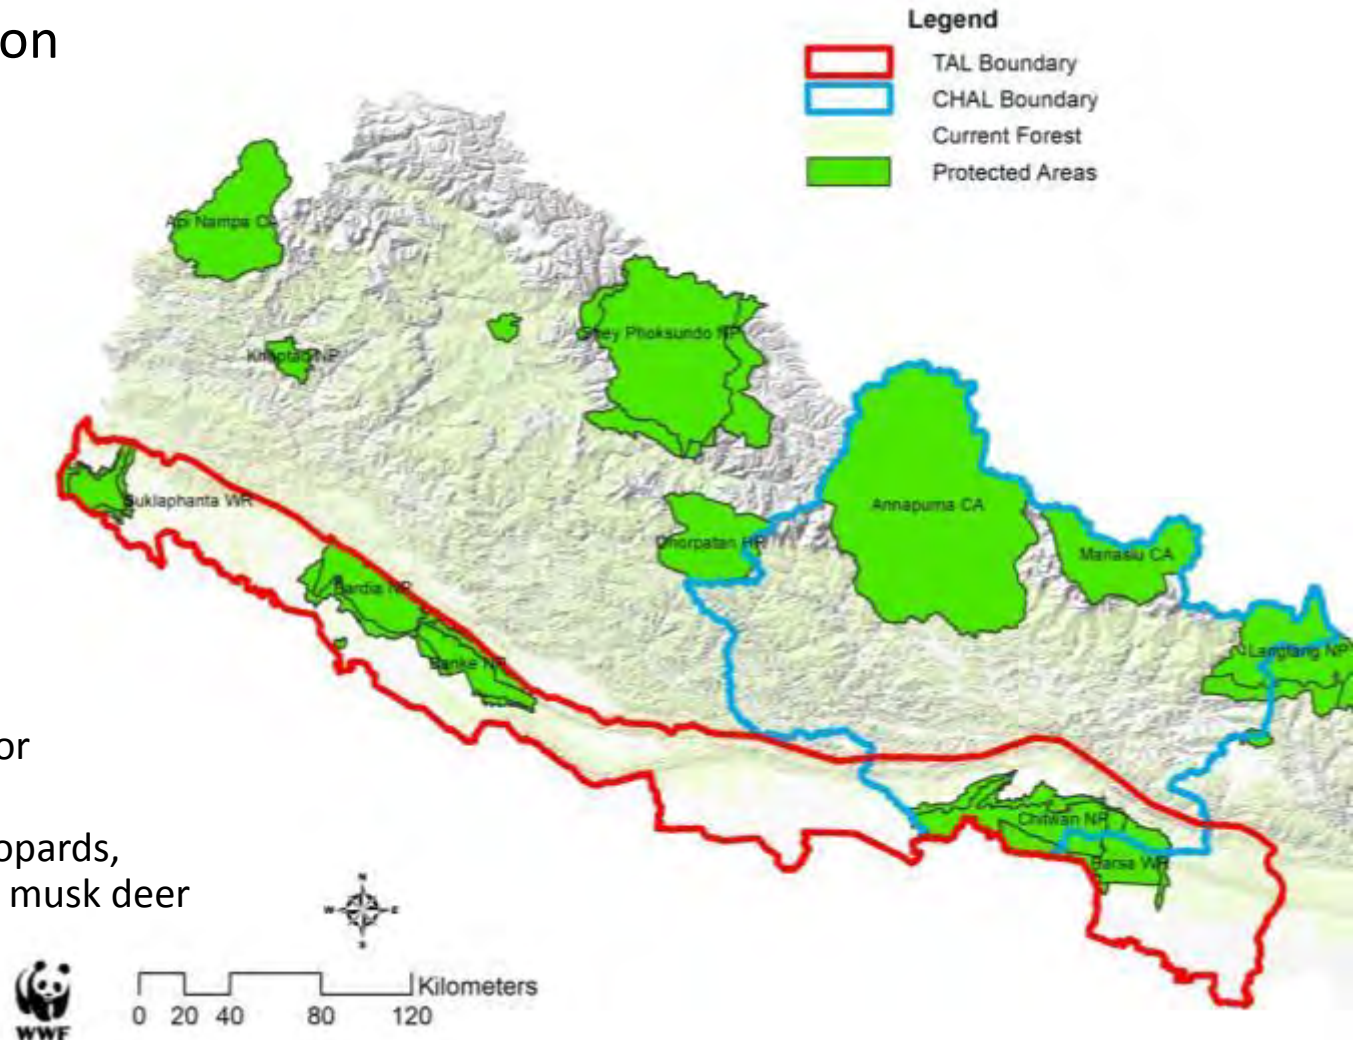 on
Legend
TAL Boundary
CHAL Boundary
Current Forest
Protected Areas
Api Nampa CA
Khaptad NP
Shey Phoksundo NP
Annapurna CA
Suklaphanta WR
Dhorpatan HR
Manaslu CA
Bardia NP
Langtang NP
Banke NP
or
Chitwan NP
Parsa WR
opards,
musk deer
N
W
E
S
WWF
Kilometers
0 20 40 80 120